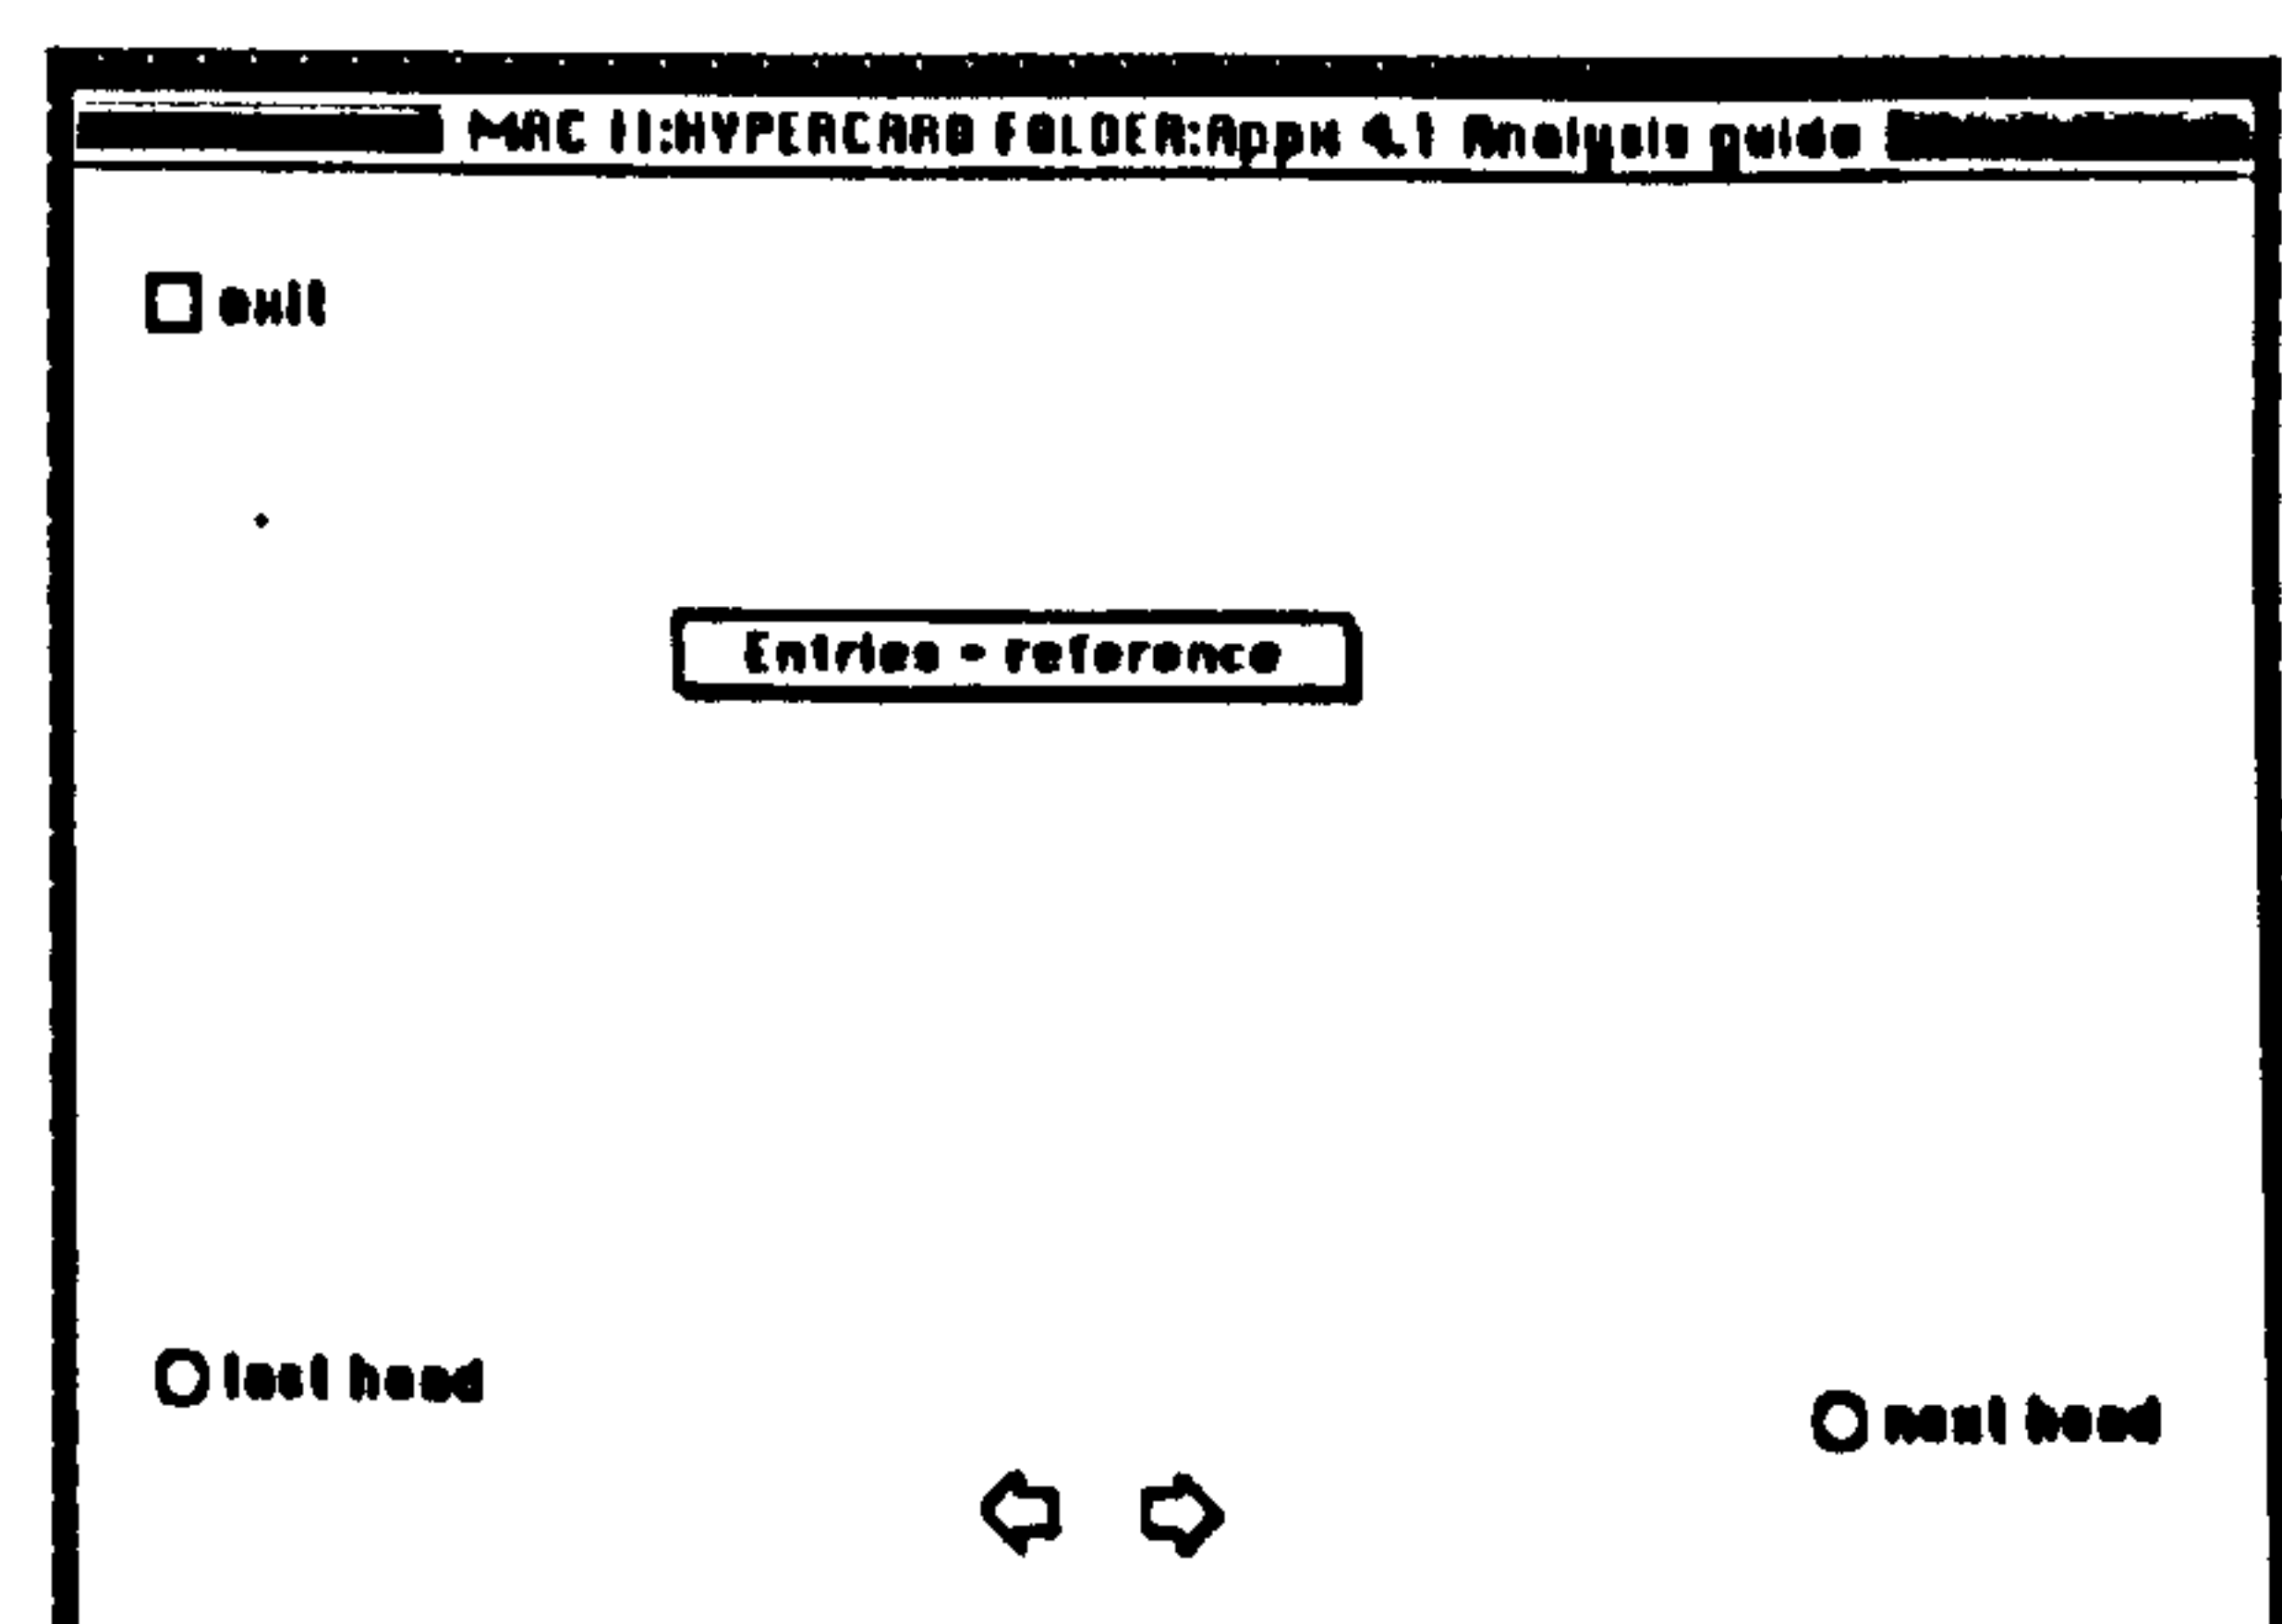 MAC II:HYPERCARD FOLDER:Appx 4.1 Analysis guide
exit
Entries - reference
last head
next head